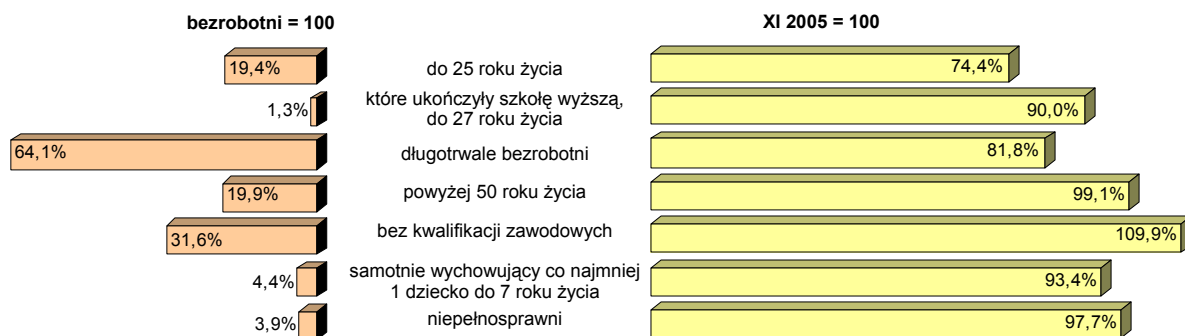 bezrobotni = 100
XI 2005 = 100
19,4%
do 25 roku życia
74,4%
1,3%
które ukończyły szkołę wyższą,
do 27 roku życia
90,0%
64,1%
długotrwale bezrobotni
81,8%
19,9%
powyżej 50 roku życia
99,1%
31,6%
bez kwalifikacji zawodowych
109,9%
4,4%
samotnie wychowujący co najmniej
1 dziecko do 7 roku życia
93,4%
3,9%
niepełnosprawni
97,7%